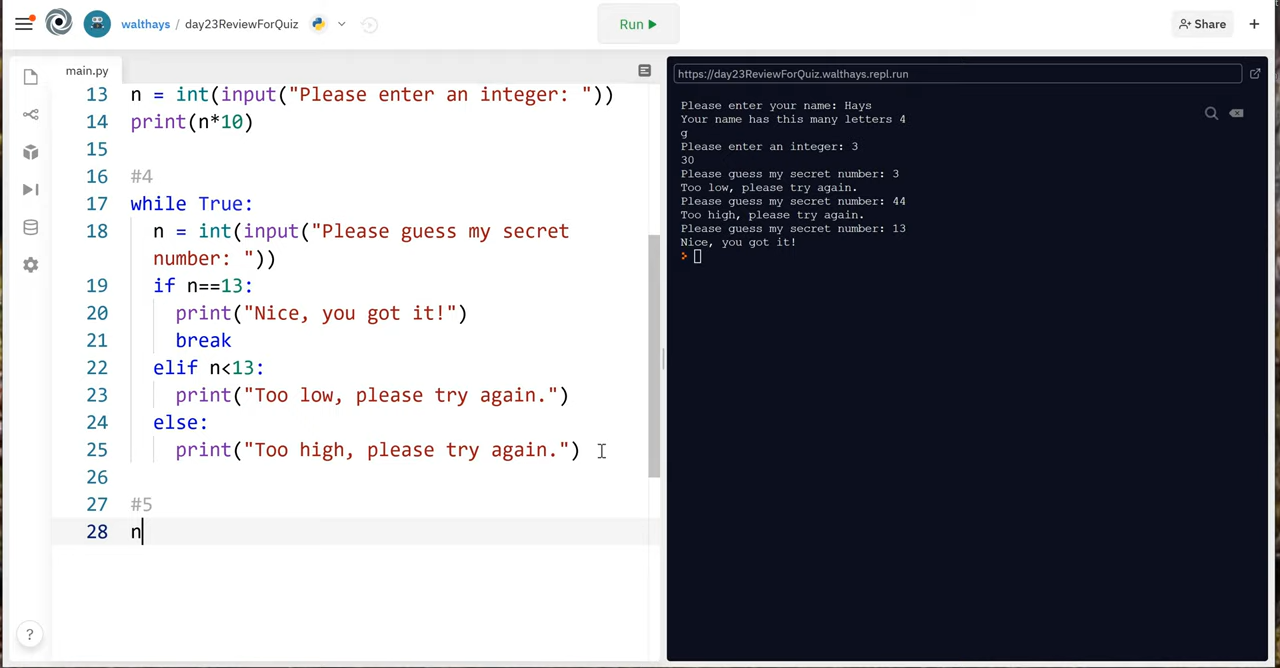 walthays / day23ReviewForQuiz
Run
Share
main.py
13 n = int(input("Please enter an integer: "))
14 print(n*10)
15
16 #4
17 while True:
18 n = int(input("Please guess my secret
number: "))
19 if n==13:
20 print("Nice, you got it!")
21 break
22 elif n<13:
23 print("Too low, please try again.")
24 else:
25 print("Too high, please try again.")
26
27 #5
28 n
?
https://day23ReviewForQuiz.walthays.repl.run
Please enter your name: Hays
Your name has this many letters 4
g
Please enter an integer: 3
30
Please guess my secret number: 3
Too low, please try again.
Please guess my secret number: 44
Too high, please try again.
Please guess my secret number: 13
Nice, you got it!